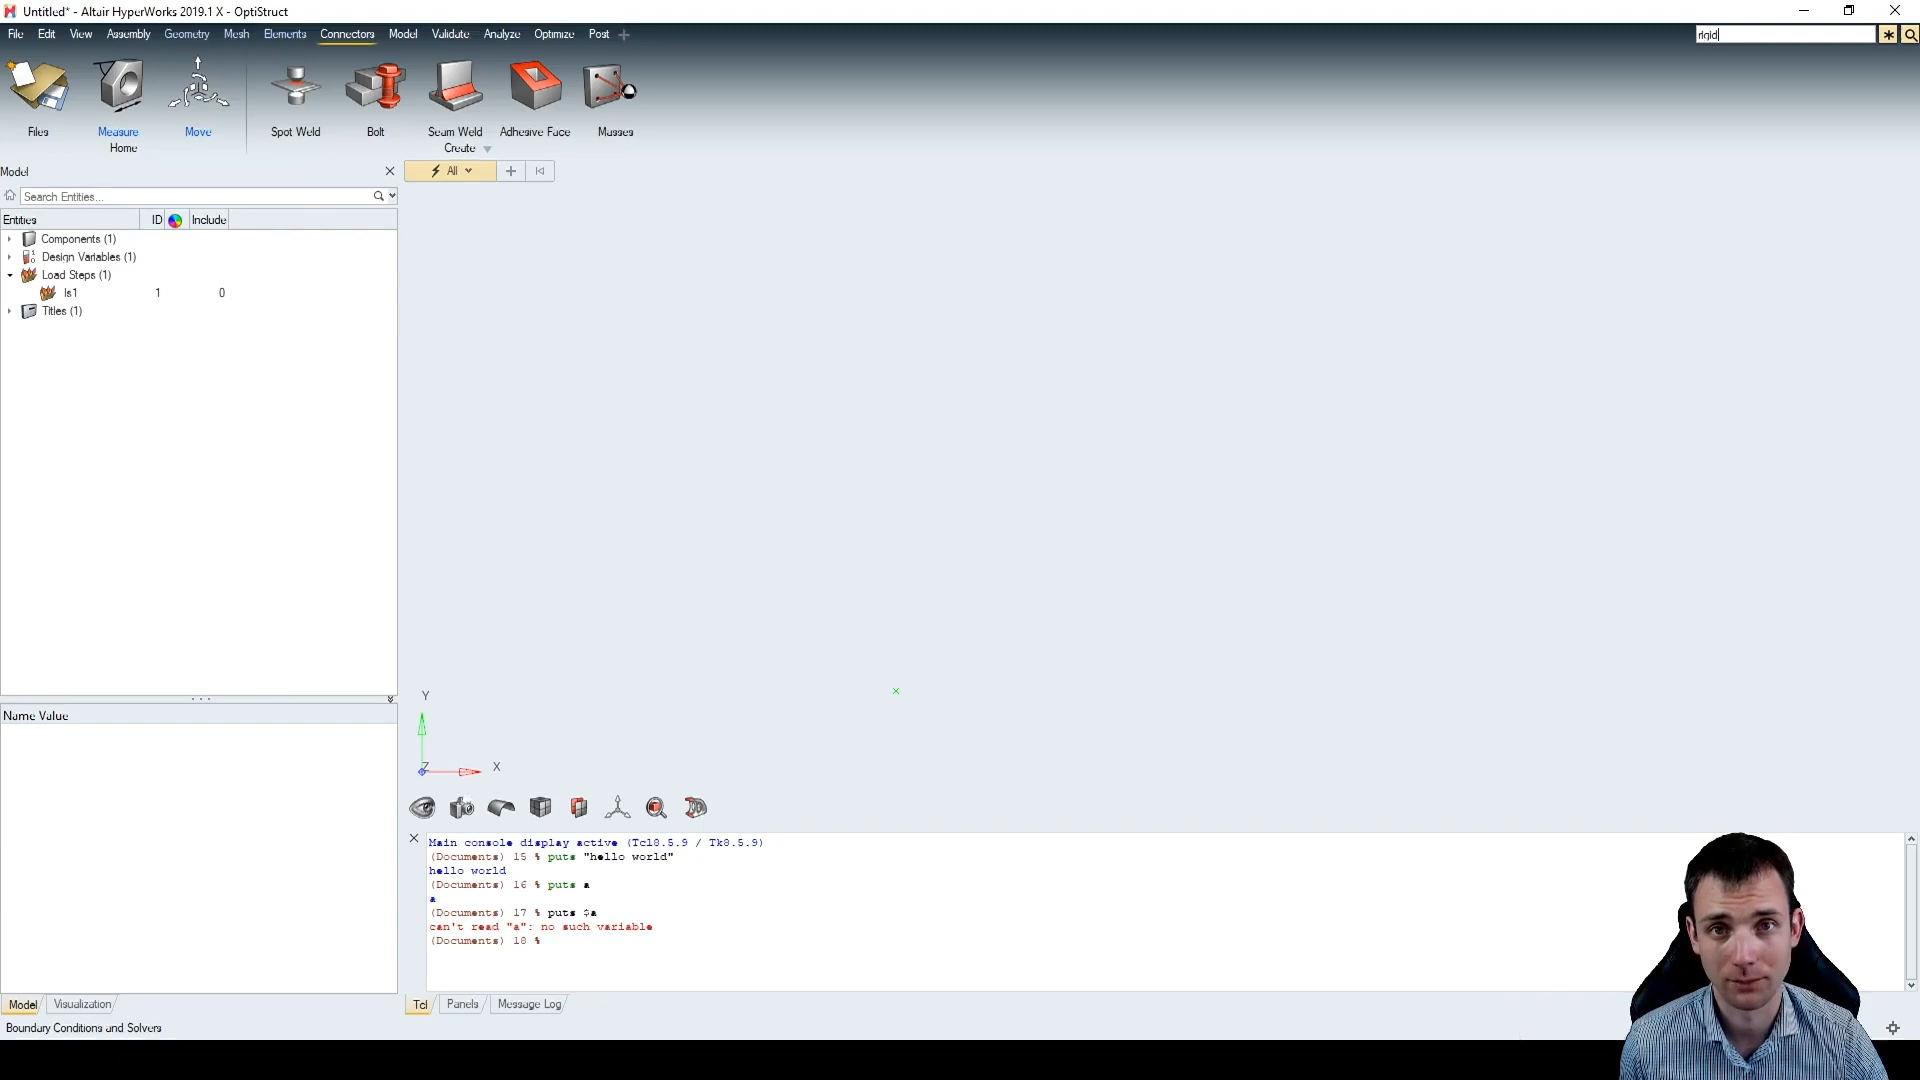 Untitled* - Altair HyperWorks 2019.1 X - OptiStruct
File Edit View Assembly Geometry Mesh Elements Connectors Model Validate Analyze Optimize Post
rigid
Files Measure Move Spot Weld Bolt Seam Weld Adhesive Face Masses
Home Create
Model
All
Search Entities...
Entities ID Include
Components (1)
Design Variables (1)
Load Steps (1)
ls1 1 0
Titles (1)
Name Value
Y
Z
X
Main console display active (Tcl8.5.9 / Tk8.5.9)
(Documents) 15 % puts "hello world"
hello world
(Documents) 16 % puts a
a
(Documents) 17 % puts $a
can't read "a": no such variable
(Documents) 18 %
Model Visualization
Tcl Panels Message Log
Boundary Conditions and Solvers